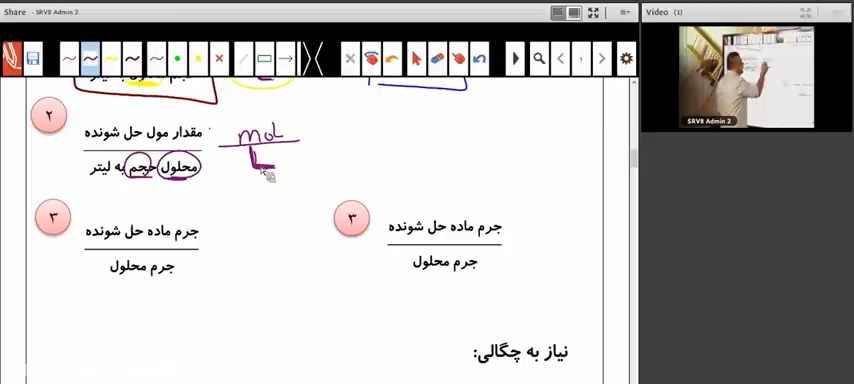 Share - SRV8 Admin 2
Video (1)
SRV8 Admin 2
۲
مقدار مول حل شونده
mol
محلول حجم به لیتر
L
۳
جرم ماده حل شونده
جرم محلول
۳
جرم ماده حل شونده
جرم محلول
نیاز به چگالی: